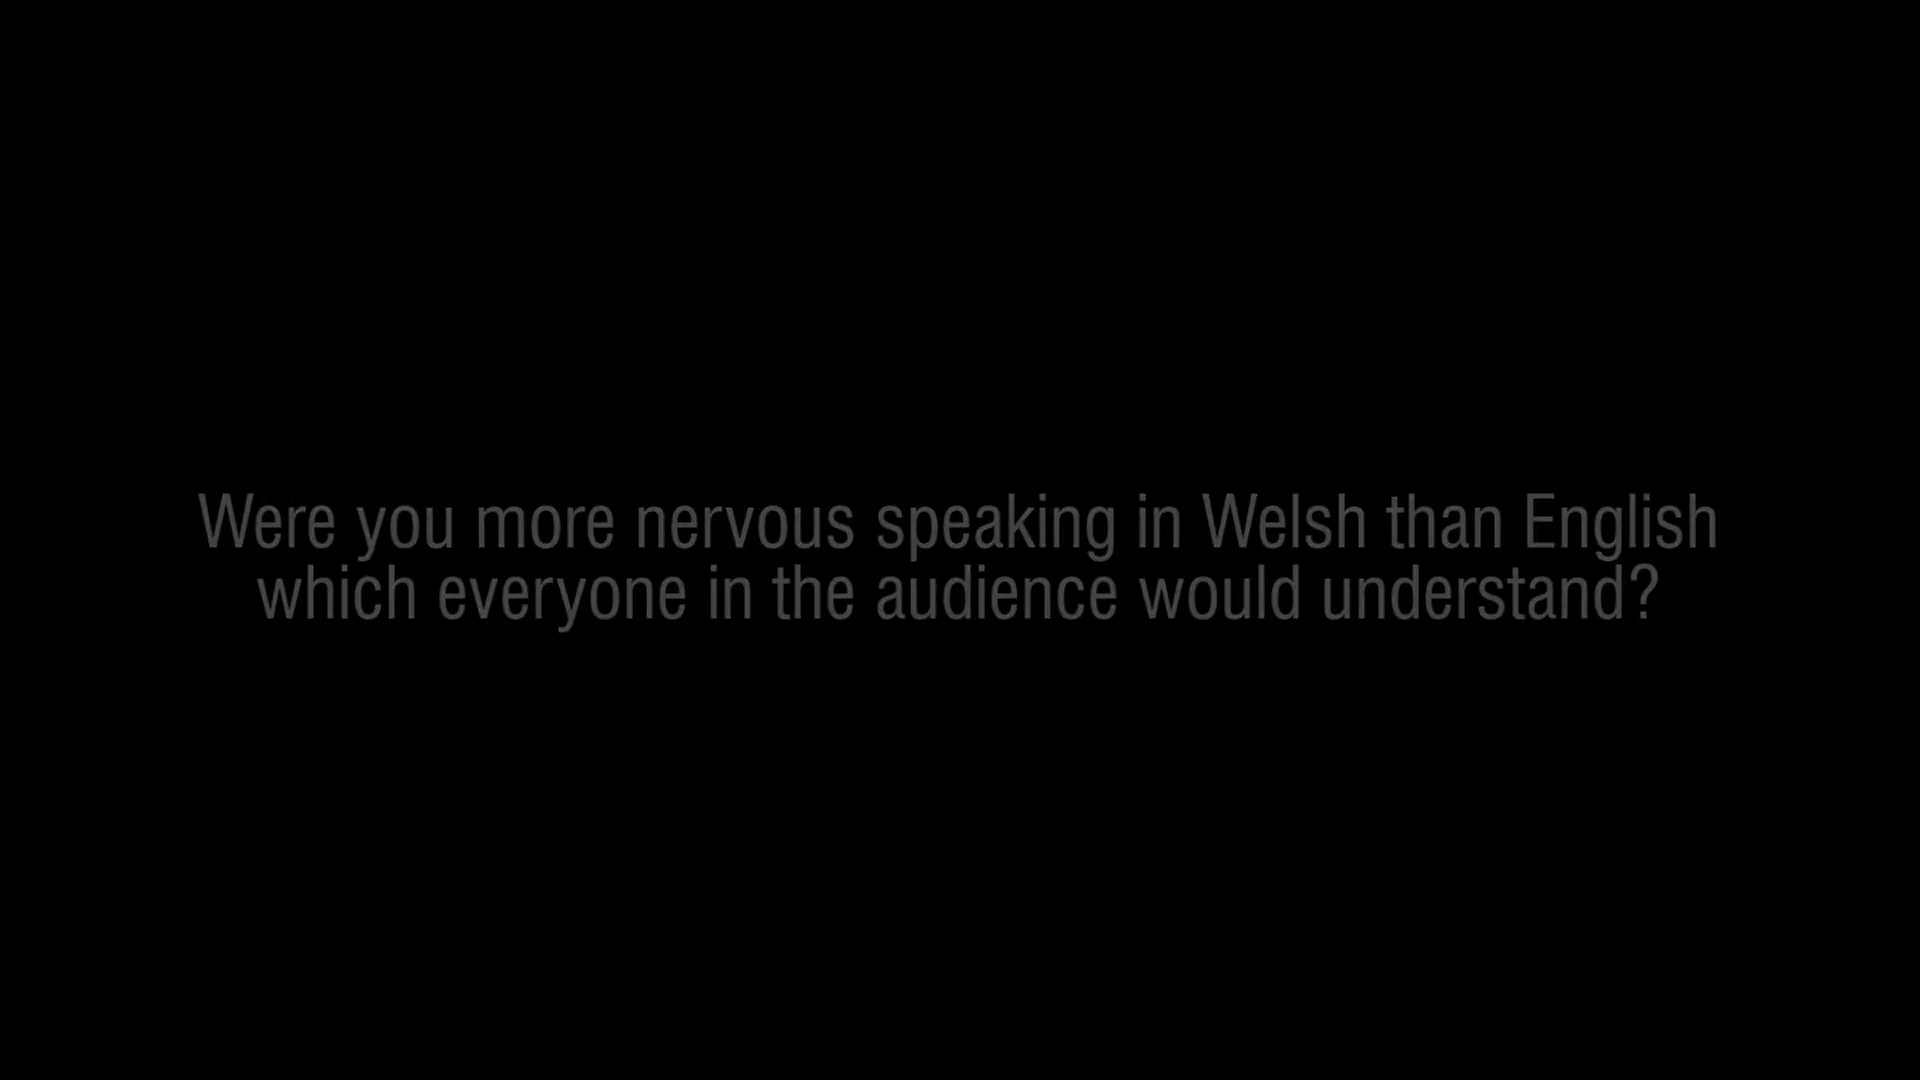 Were you more nervous speaking in Welsh than English
which everyone in the audience would understand?